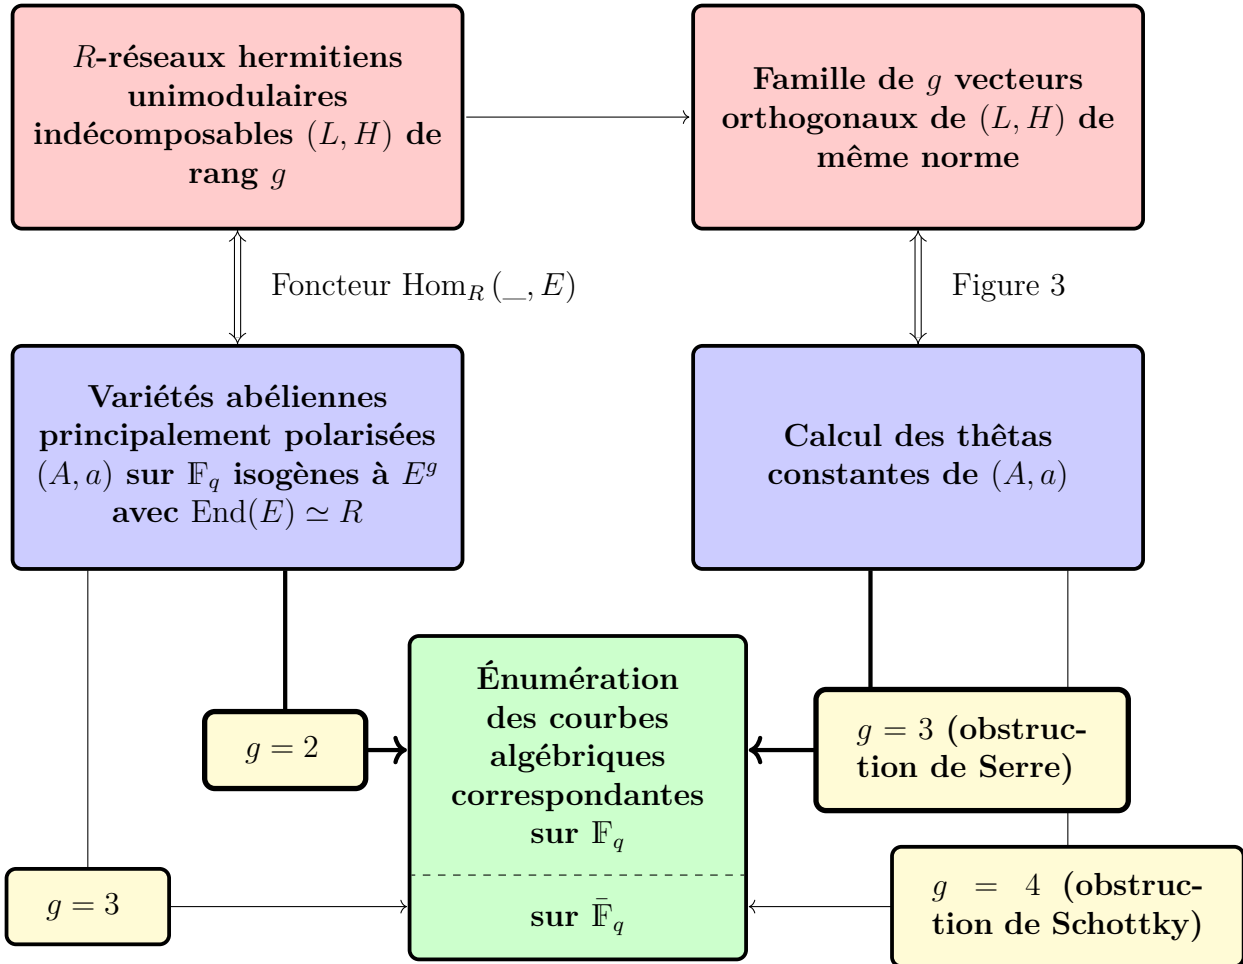 R-réseaux hermitiens
unimodulaires
indécomposables (L, H) de
rang g
Famille de g vecteurs
orthogonaux de (L, H) de
même norme
Foncteur Hom_R (_, E)
Figure 3
Variétés abéliennes
principalement polarisées
(A, a) sur 𝔽_q isogènes à E^g
avec End(E) ≃ R
Calcul des thêtas
constantes de (A, a)
Énumération
des courbes
algébriques
correspondantes
sur 𝔽_q
sur 𝔽̄_q
g = 2
g = 3 (obstruc-
tion de Serre)
g = 3
g = 4 (obstruc-
tion de Schottky)